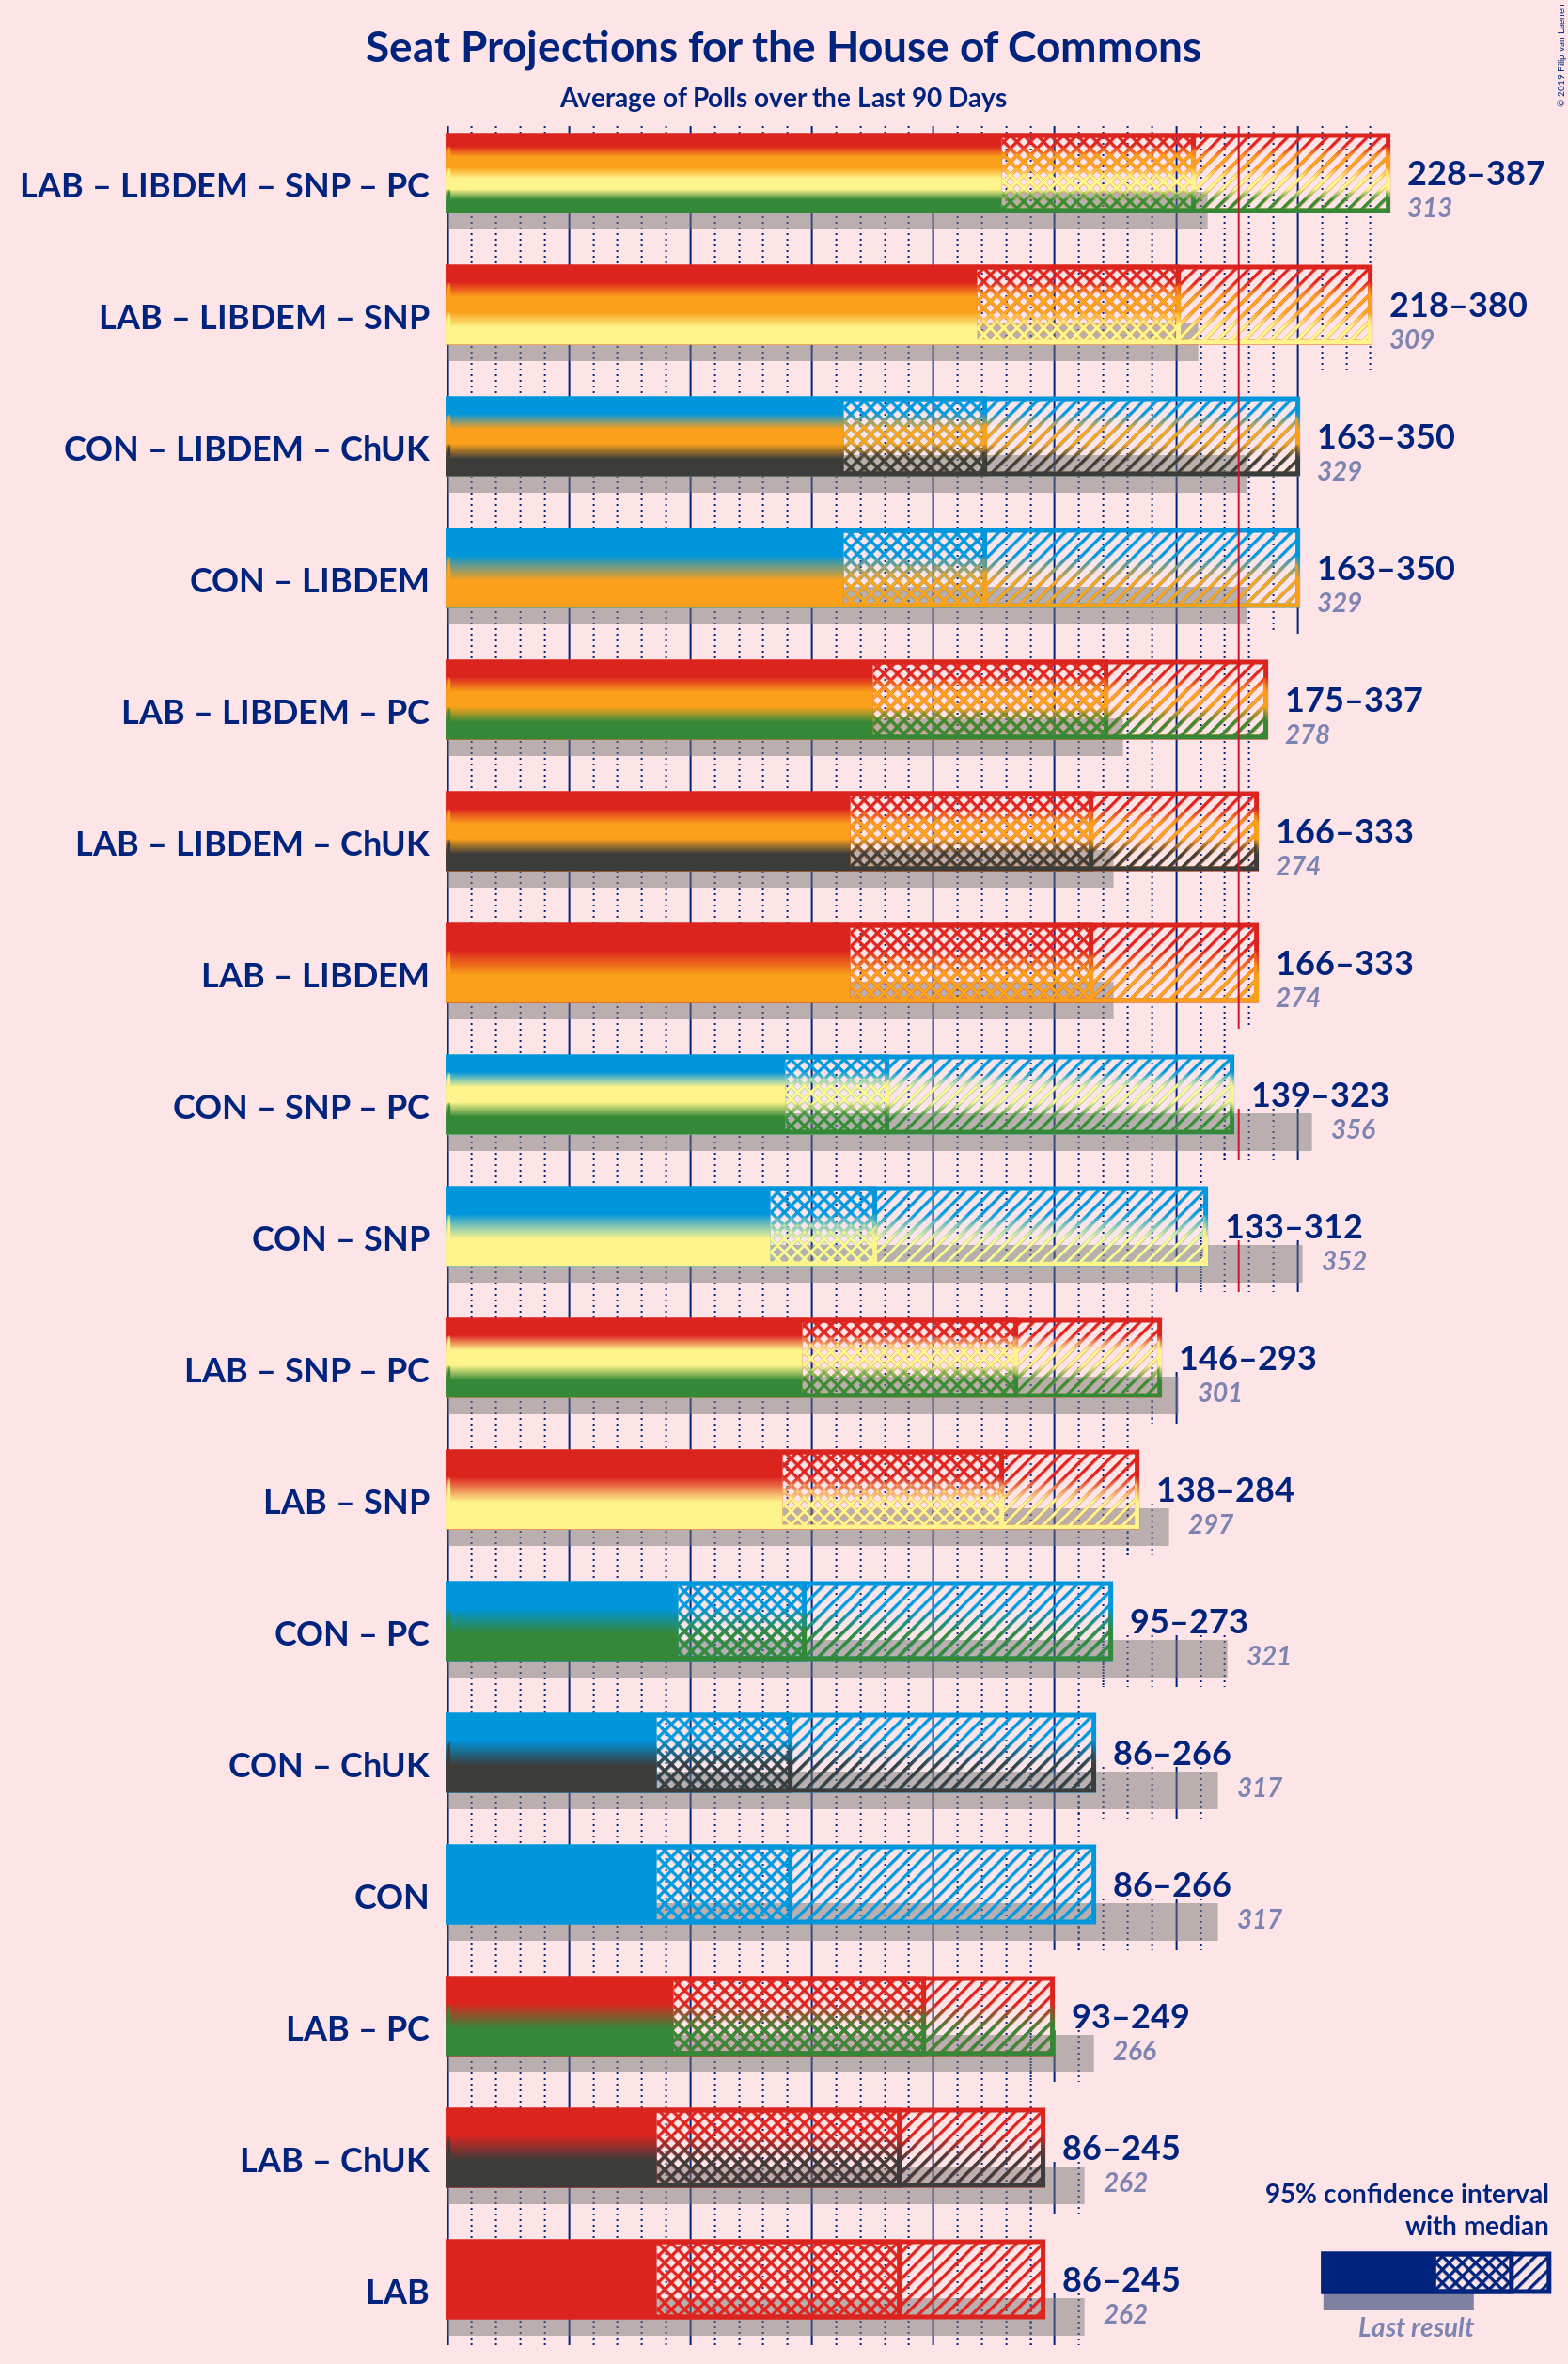 Seat Projections for the House of Commons
Average of Polls over the Last 90 Days
© 2019 Filip van Laenen
LAB – LIBDEM – SNP – PC
228–387
313
LAB – LIBDEM – SNP
218–380
309
CON – LIBDEM – ChUK
163–350
329
CON – LIBDEM
163–350
329
LAB – LIBDEM – PC
175–337
278
LAB – LIBDEM – ChUK
166–333
274
LAB – LIBDEM
166–333
274
CON – SNP – PC
139–323
356
CON – SNP
133–312
352
LAB – SNP – PC
146–293
301
LAB – SNP
138–284
297
CON – PC
95–273
321
CON – ChUK
86–266
317
CON
86–266
317
LAB – PC
93–249
266
LAB – ChUK
86–245
262
LAB
86–245
262
95% confidence interval
with median
Last result